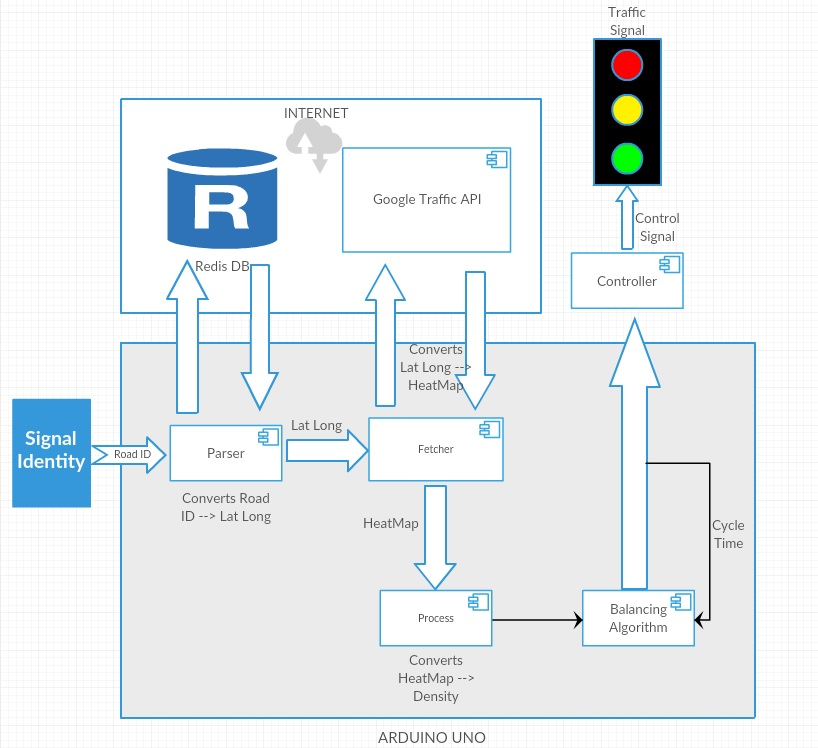 Traffic
Signal
INTERNET
R
Google Traffic API
Redis DB
Control
Signal
Controller
Converts
Lat Long -->
HeatMap
Signal
Identity
Road ID
Parser
Lat Long
Fetcher
Converts Road
ID --> Lat Long
HeatMap
Cycle
Time
Process
Balancing
Algorithm
Converts
HeatMap -->
Density
ARDUINO UNO